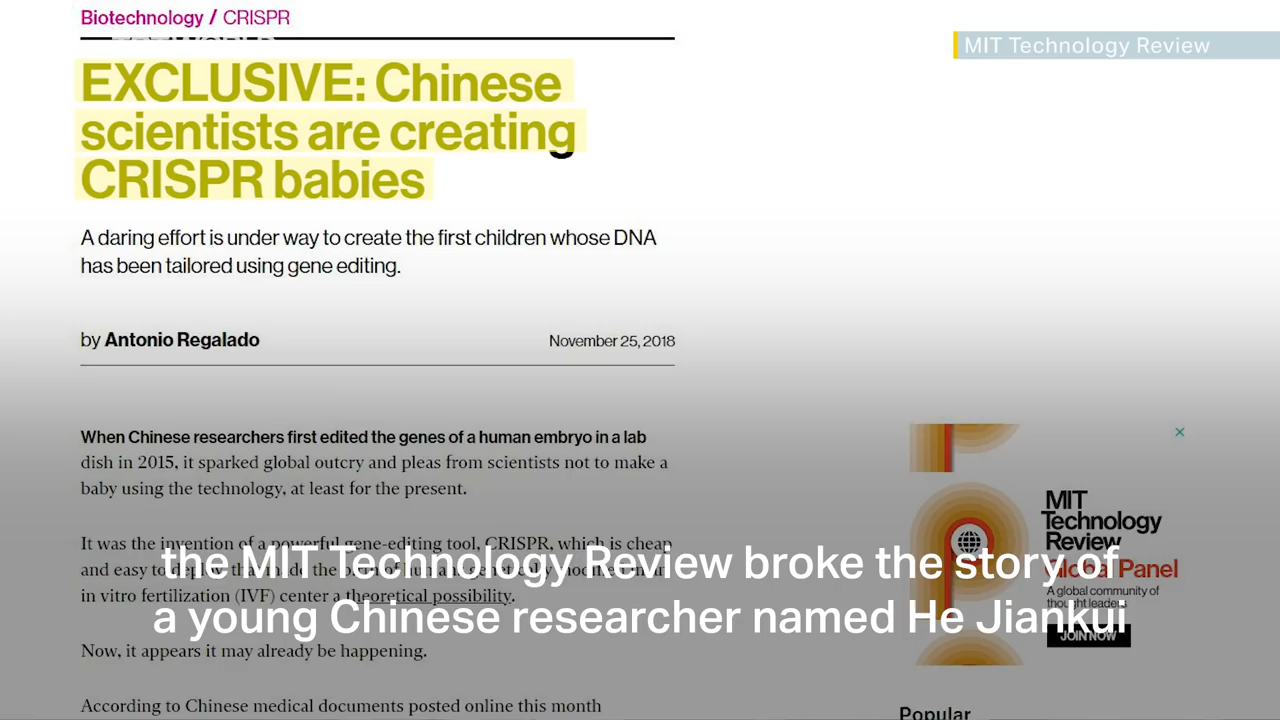 Biotechnology / CRISPR
MIT Technology Review
EXCLUSIVE: Chinese
scientists are creating
CRISPR babies
A daring effort is under way to create the first children whose DNA
has been tailored using gene editing.
by Antonio Regalado
November 25, 2018
When Chinese researchers first edited the genes of a human embryo in a lab
dish in 2015, it sparked global outcry and pleas from scientists not to make a
baby using the technology, at least for the present.
It was the invention of a powerful gene-editing tool, CRISPR, which is cheap
and easy to
in vitro fertilization (IVF) center a theoretical possibility.
Now, it appears it may already be happening.
According to Chinese medical documents posted online this month
MIT
Technology
Review
Global Panel
A global community of
thought leaders
JOIN NOW
Popular
the MIT Technology Review broke the story of
a young Chinese researcher named He Jiankui